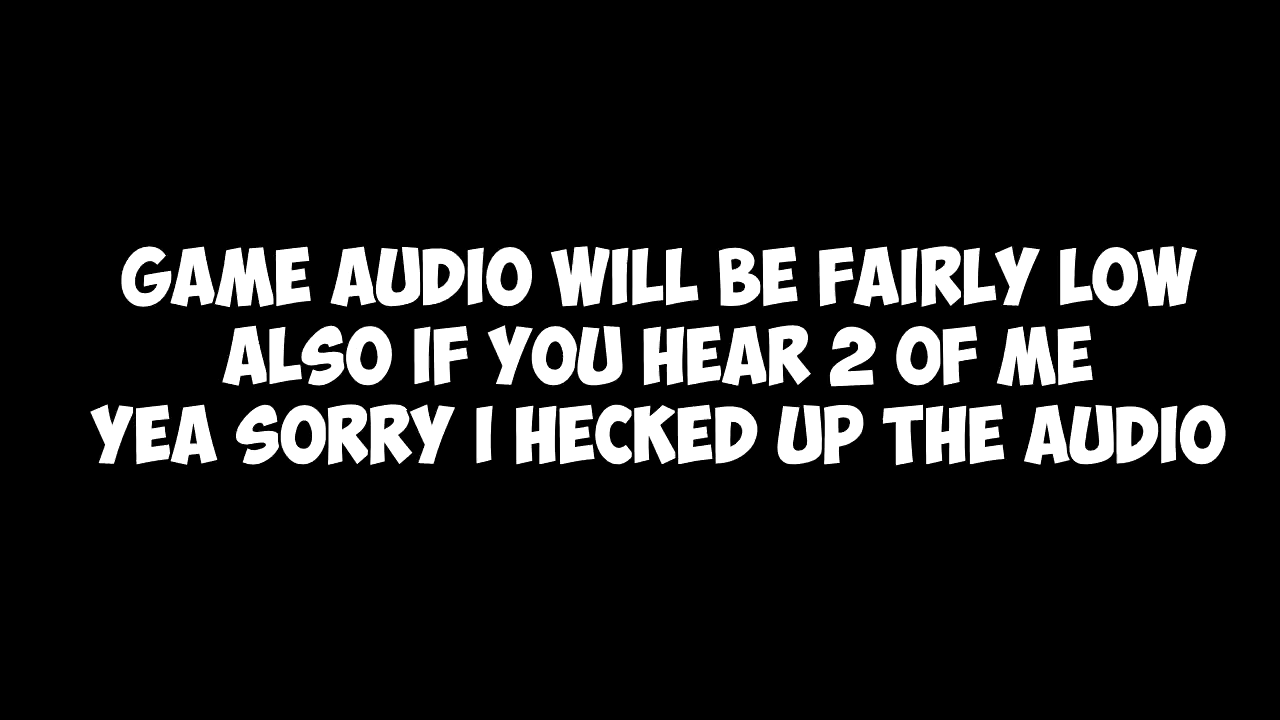 GAME AUDIO WILL BE FAIRLY LOW
ALSO IF YOU HEAR 2 OF ME
YEA SORRY I HECKED UP THE AUDIO